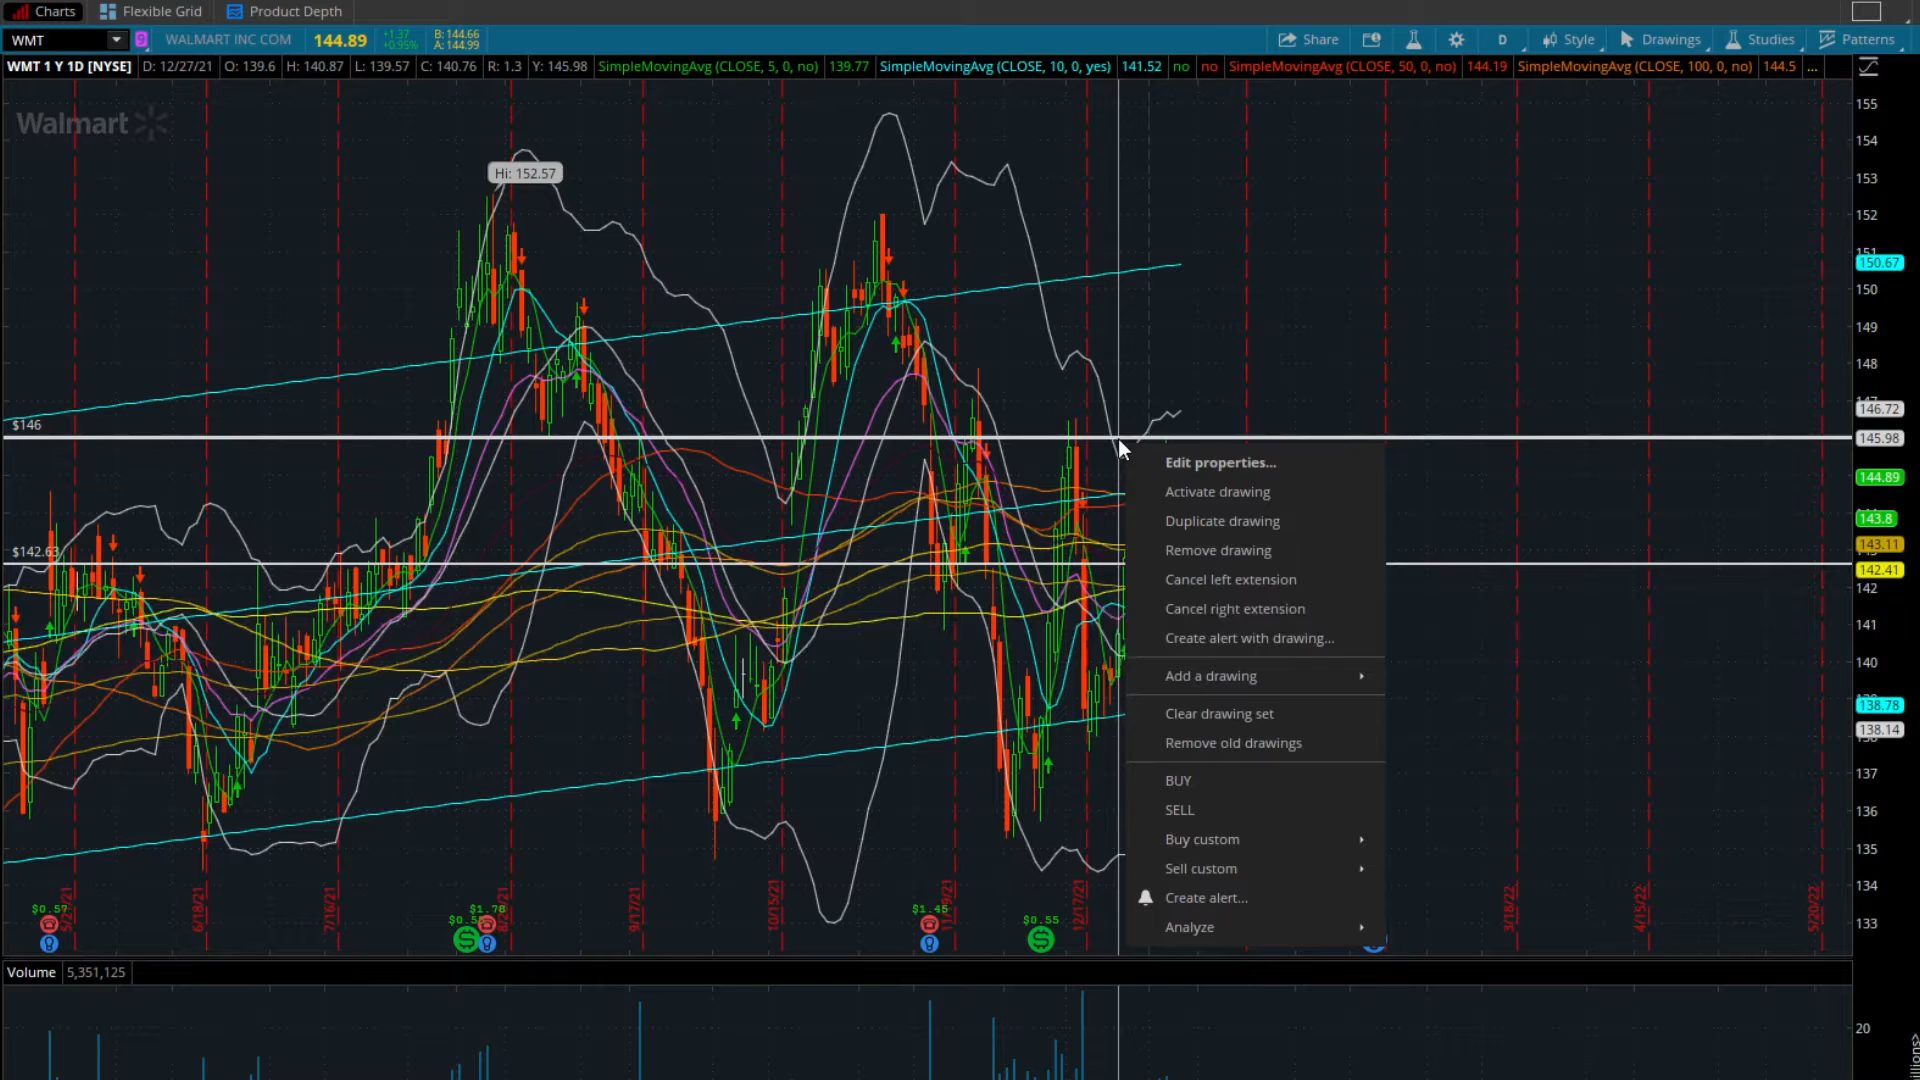 Charts Flexible Grid Product Depth
WMT WALMART INC COM 144.89 +1.37 +0.95% B: 144.66 A: 144.99 Share D Style Drawings Studies Patterns
WMT 1 Y 1D [NYSE] D: 12/27/21 O: 139.6 H: 140.87 L: 139.57 C: 140.76 R: 1.3 Y: 145.98 SimpleMovingAvg (CLOSE, 5, 0, no) 139.77 SimpleMovingAvg (CLOSE, 10, 0, yes) 141.52 no no SimpleMovingAvg (CLOSE, 50, 0, no) 144.19 SimpleMovingAvg (CLOSE, 100, 0, no) 144.5 ...
Walmart
Hi: 152.57
$146
$142.63
155
154
153
152
151
150.67
150
149
148
147
146.72
145.98
144.89
143.8
143.11
142.41
142
141
140
138.78
138.14
137
136
135
134
133
Edit properties...
Activate drawing
Duplicate drawing
Remove drawing
Cancel left extension
Cancel right extension
Create alert with drawing...
Add a drawing
Clear drawing set
Remove old drawings
BUY
SELL
Buy custom
Sell custom
Create alert...
Analyze
6/18/21
7/16/21
9/17/21
10/15/21
12/17/21
3/18/22
4/15/22
5/20/22
$0.57
$1.78
$1.45
$0.55
Volume 5,351,125
20